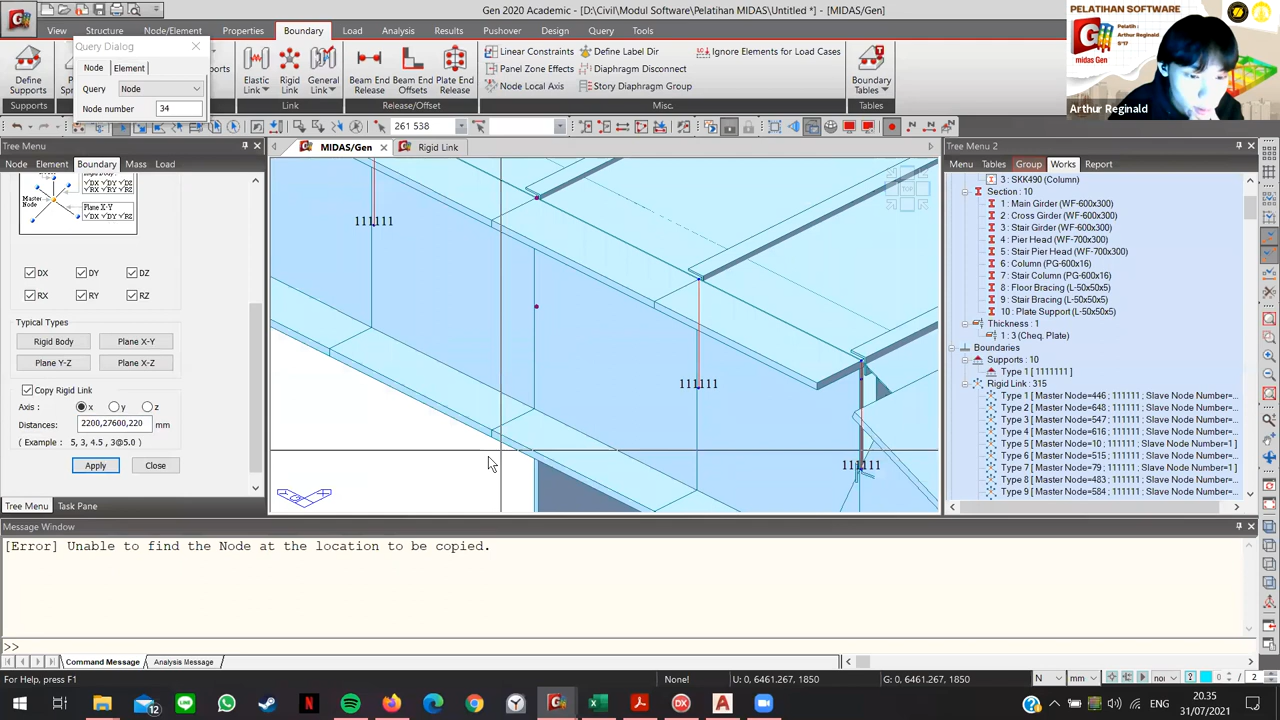 Gen 2020 Academic - [D:\Civil\Modul Software\Pelatihan MIDAS\Untitled *] - [MIDAS/Gen]
View
Structure
Node/Element
Properties
Boundary
Load
Analysis
Results
Pushover
Design
Query
Tools
Query Dialog
Node
Element
Query
Node
Node number
34
Define
Supports
Supports
Elastic
Link
Rigid
Link
General
Link
Link
Beam End
Release
Beam End
Offsets
Plate End
Release
Release/Offset
Linear Constraints
Panel Zone Effects
Node Local Axis
Define Label Dir
Diaphragm Disconnect
Story Diaphragm Group
Ignore Elements for Load Cases
Misc.
Boundary
Tables
Tables
PELATIHAN SOFTWARE
Pelatih :
Arthur Reginald
S'17
midas Gen
Arthur Reginald
261 538
Tree Menu
Node
Element
Boundary
Mass
Load
Master
Node
Plane X-Y
DX
DY
DZ
RX
RY
RZ
Typical Types
Rigid Body
Plane X-Y
Plane Y-Z
Plane X-Z
Copy Rigid Link
Axis :
x
y
z
Distances:
2200,27600,220
mm
( Example : 5, 3, 4.5 , 3@5.0 )
Apply
Close
Tree Menu
Task Pane
MIDAS/Gen
Rigid Link
TOP
111111
111111
111111
Tree Menu 2
Menu
Tables
Group
Works
Report
3 : SKK490 (Column)
Section : 10
1 : Main Girder (WF-600x300)
2 : Cross Girder (WF-600x300)
3 : Stair Girder (WF-600x300)
4 : Pier Head (WF-700x300)
5 : Stair Pier Head (WF-700x300)
6 : Column (PG-600x16)
7 : Stair Column (PG-600x16)
8 : Floor Bracing (L-50x50x5)
9 : Stair Bracing (L-50x50x5)
10 : Plate Support (L-50x50x5)
Thickness : 1
1 : 3 (Cheq. Plate)
Boundaries
Supports : 10
Type 1 [ 1111111 ]
Rigid Link : 315
Type 1 [ Master Node=446 ; 111111 ; Slave Node Number=...
Type 2 [ Master Node=648 ; 111111 ; Slave Node Number=...
Type 3 [ Master Node=547 ; 111111 ; Slave Node Number=...
Type 4 [ Master Node=616 ; 111111 ; Slave Node Number=...
Type 5 [ Master Node=10 ; 111111 ; Slave Node Number=1 ]
Type 6 [ Master Node=515 ; 111111 ; Slave Node Number=...
Type 7 [ Master Node=79 ; 111111 ; Slave Node Number=1 ]
Type 8 [ Master Node=483 ; 111111 ; Slave Node Number=...
Type 9 [ Master Node=584 ; 111111 ; Slave Node Number=...
Message Window
[Error] Unable to find the Node at the location to be copied.
>>
Command Message
Analysis Message
For Help, press F1
None!
U: 0, 6461.267, 1850
G: 0, 6461.267, 1850
N
mm
nor
/ 2
12
ENG
20.35
31/07/2021